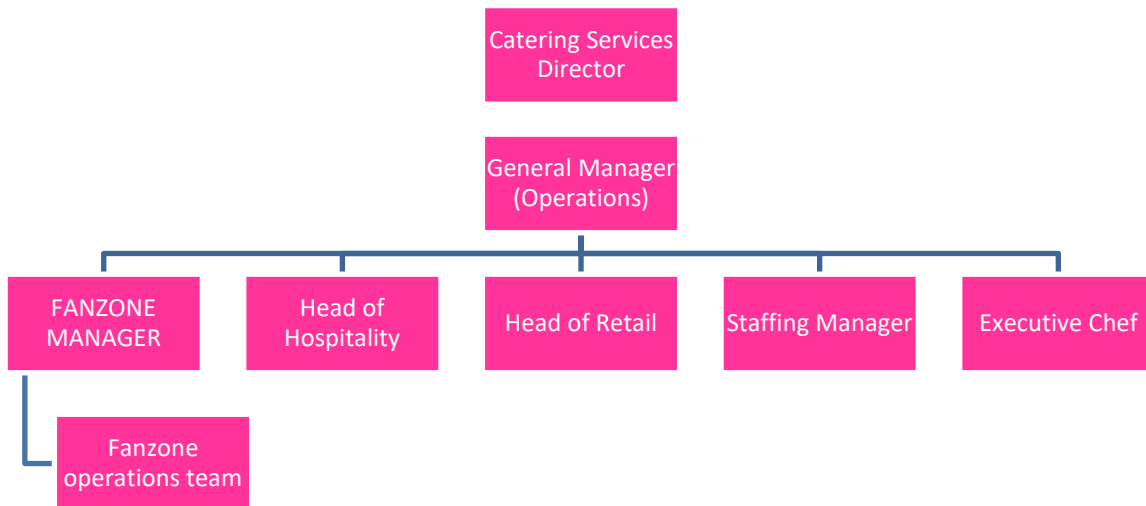 Catering Services
Director
General Manager
(Operations)
FANZONE
MANAGER
Head of
Hospitality
Head of Retail
Staffing Manager
Executive Chef
Fanzone
operations team